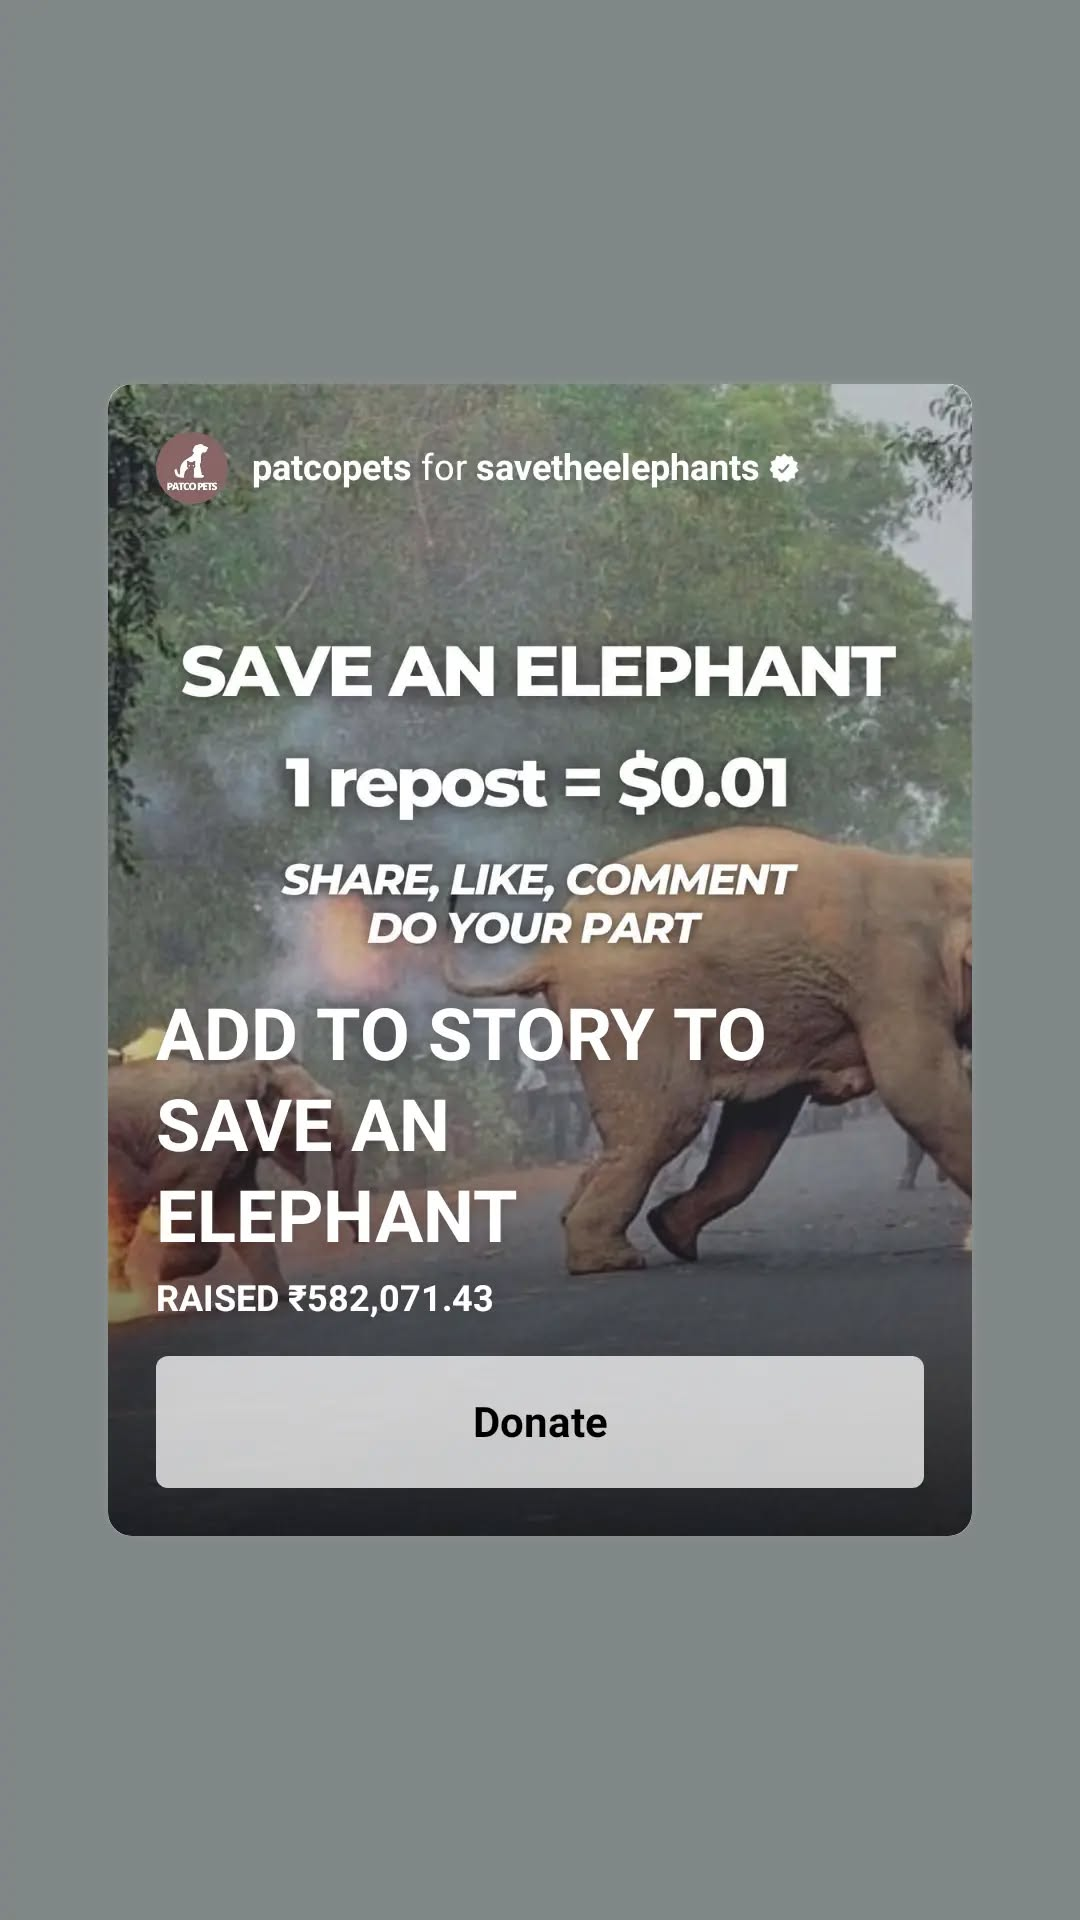 PATCO PETS
patcopets for savetheelephants
SAVE AN ELEPHANT
1 repost = $0.01
SHARE, LIKE, COMMENT
DO YOUR PART
ADD TO STORY TO
SAVE AN
ELEPHANT
RAISED ₹582,071.43
Donate